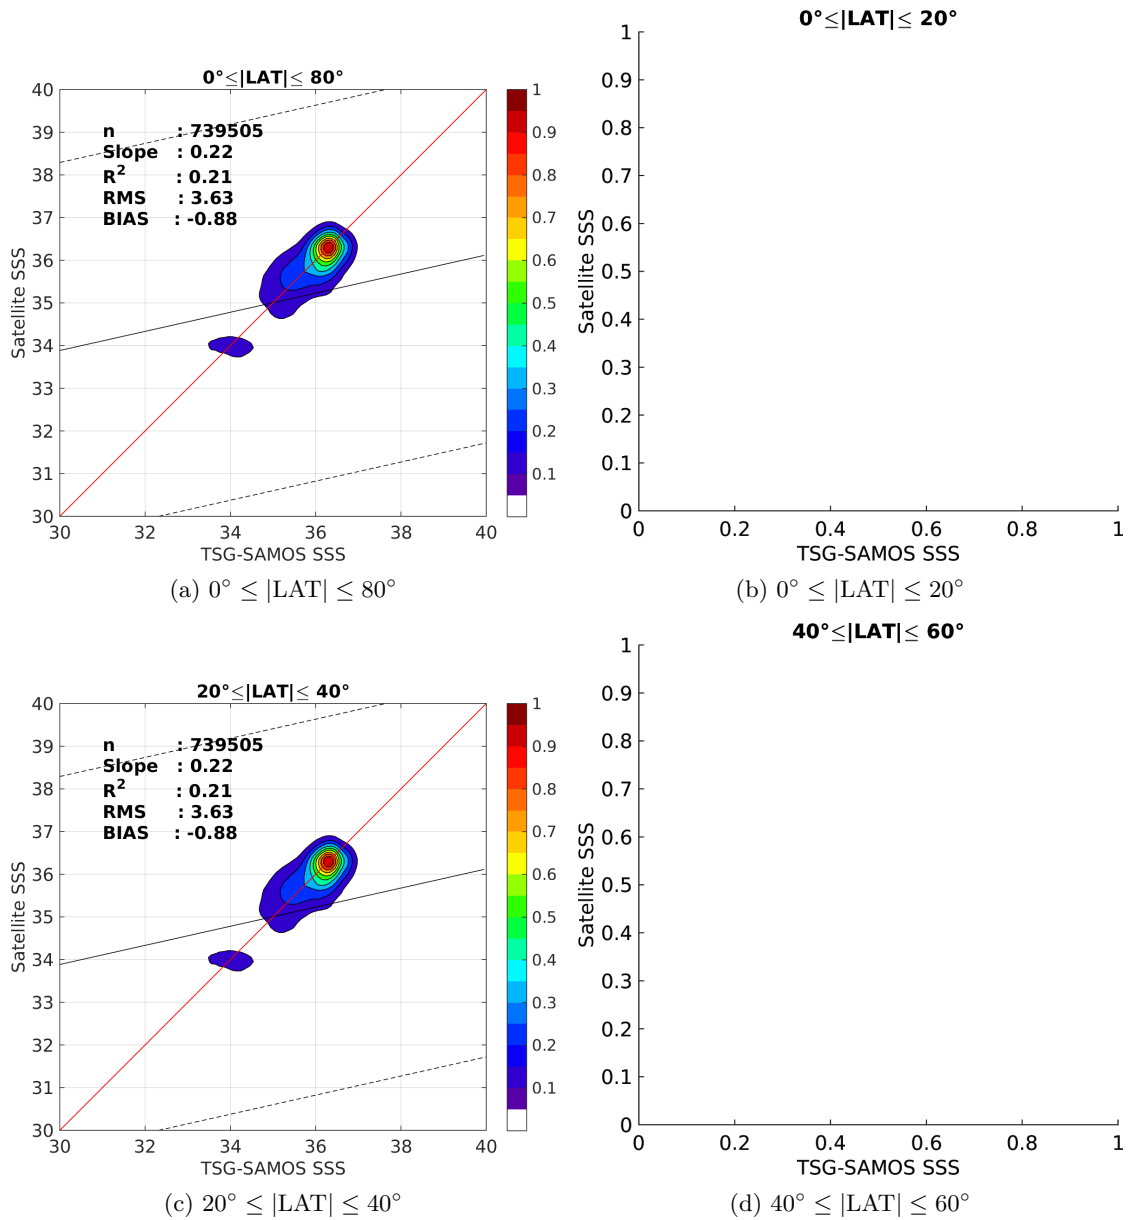 0°≤|LAT|≤ 80°
40
39
38
37
36
35
34
33
32
31
30
Satellite SSS
n : 739505
Slope : 0.22
R2 : 0.21
RMS : 3.63
BIAS : -0.88
30 32 34 36 38 40
TSG-SAMOS SSS
1
0.9
0.8
0.7
0.6
0.5
0.4
0.3
0.2
0.1
(a) 0° ≤ |LAT| ≤ 80°
0°≤|LAT|≤ 20°
1
0.9
0.8
0.7
0.6
0.5
0.4
0.3
0.2
0.1
0
Satellite SSS
0 0.2 0.4 0.6 0.8 1
TSG-SAMOS SSS
(b) 0° ≤ |LAT| ≤ 20°
20°≤|LAT|≤ 40°
40
39
38
37
36
35
34
33
32
31
30
Satellite SSS
n : 739505
Slope : 0.22
R2 : 0.21
RMS : 3.63
BIAS : -0.88
30 32 34 36 38 40
TSG-SAMOS SSS
1
0.9
0.8
0.7
0.6
0.5
0.4
0.3
0.2
0.1
(c) 20° ≤ |LAT| ≤ 40°
40°≤|LAT|≤ 60°
1
0.9
0.8
0.7
0.6
0.5
0.4
0.3
0.2
0.1
0
Satellite SSS
0 0.2 0.4 0.6 0.8 1
TSG-SAMOS SSS
(d) 40° ≤ |LAT| ≤ 60°